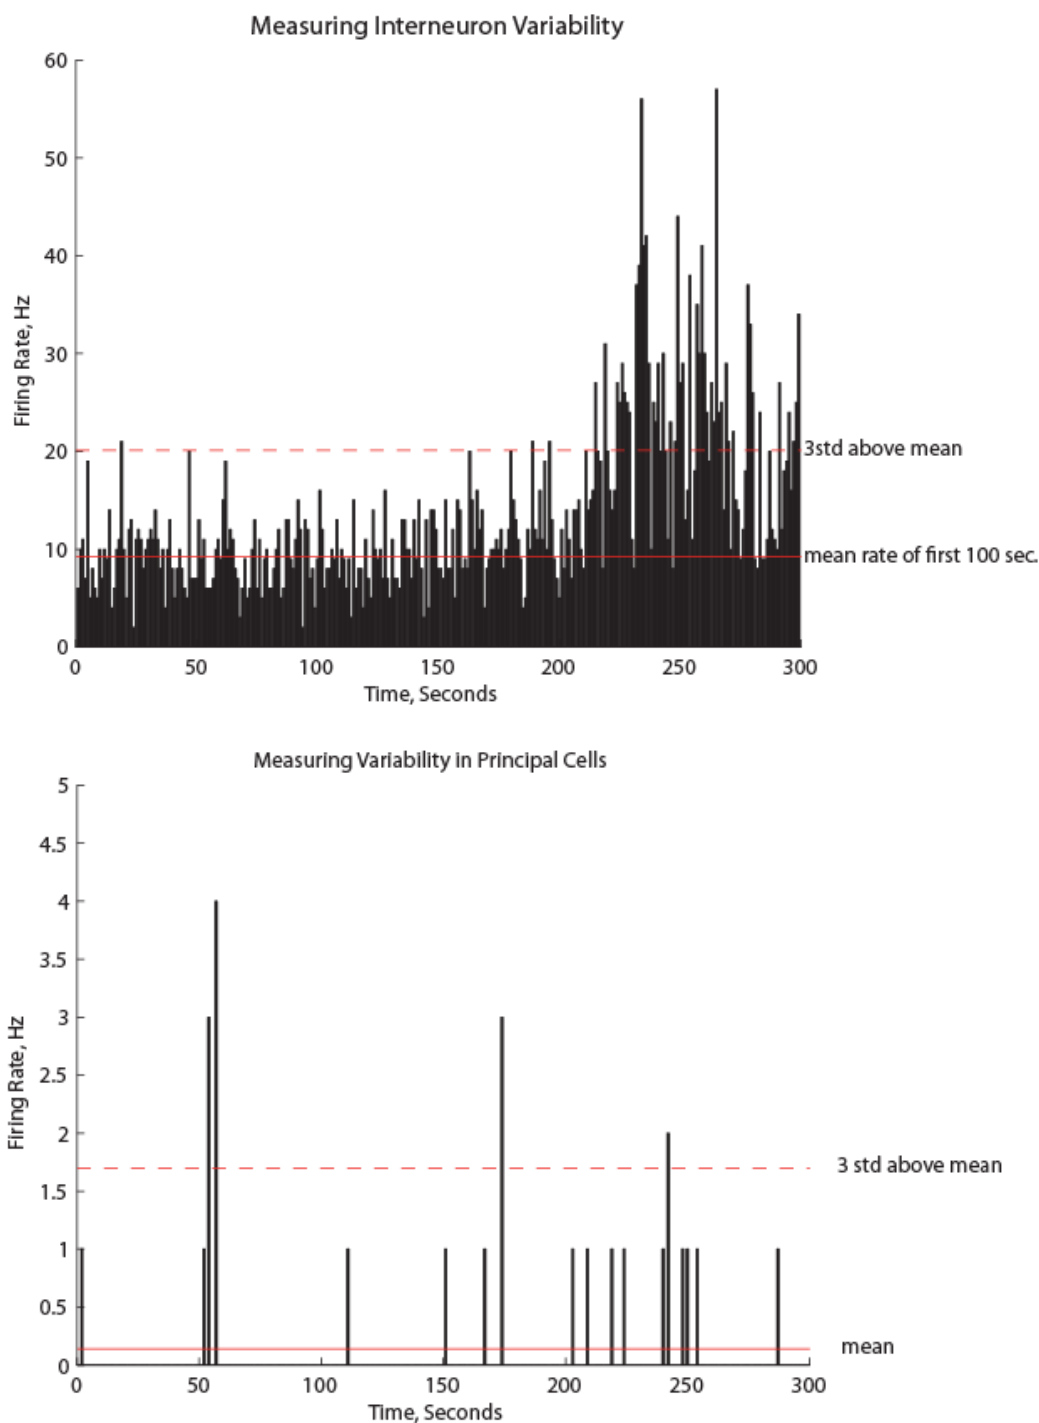 Measuring Interneuron Variability
60
50
40
30
20
10
0
Firing Rate, Hz
3std above mean
mean rate of first 100 sec.
0 50 100 150 200 250 300
Time, Seconds
Measuring Variability in Principal Cells
5
4.5
4
3.5
3
2.5
2
1.5
1
0.5
0
Firing Rate, Hz
3 std above mean
mean
0 50 100 150 200 250 300
Time, Seconds